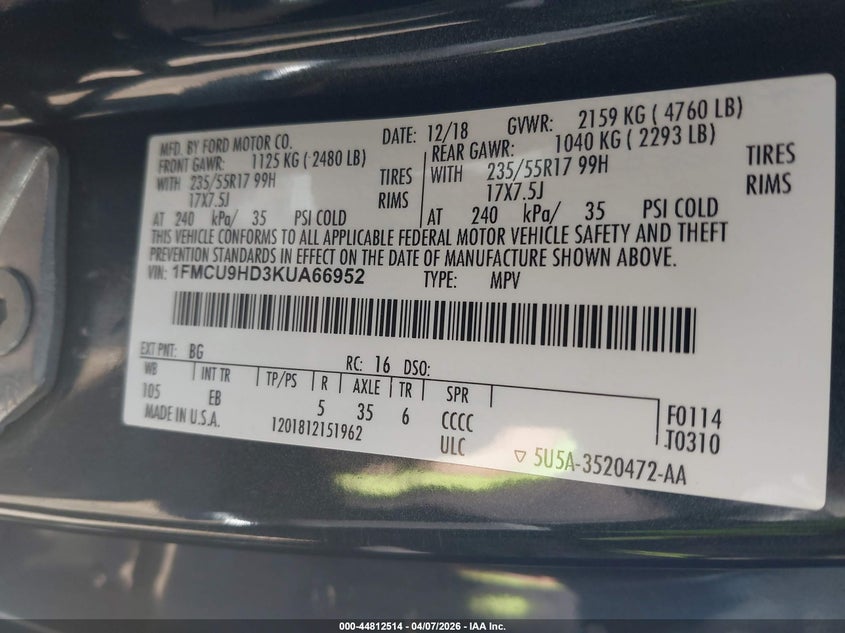 MFD. BY FORD MOTOR CO. DATE: 12/18 GVWR: 2159 KG ( 4760 LB)
FRONT GAWR: 1125 KG ( 2480 LB) REAR GAWR: 1040 KG ( 2293 LB)
WITH 235/55R17 99H TIRES WITH 235/55R17 99H TIRES
17X7.5J RIMS 17X7.5J RIMS
AT 240 kPa/ 35 PSI COLD AT 240 kPa/ 35 PSI COLD
THIS VEHICLE CONFORMS TO ALL APPLICABLE FEDERAL MOTOR VEHICLE SAFETY AND THEFT
PREVENTION STANDARDS IN EFFECT ON THE DATE OF MANUFACTURE SHOWN ABOVE.
VIN: 1FMCU9HD3KUA66952 TYPE: MPV
EXT PNT: BG RC: 16 DSO:
WB INT TR TP/PS R AXLE TR SPR
105 EB 5 35 6 CCCC F0114
MADE IN U.S.A. 1201812151962 ULC T0310
5U5A-3520472-AA
000-44812514 - 04/07/2026 - IAA Inc.